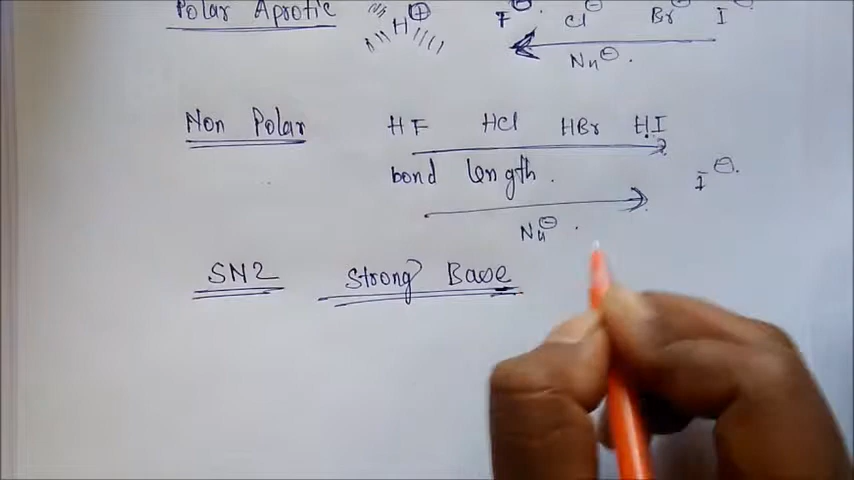 Polar Aprotic H⊕ F⊖ Cl⊖ Br⊖ I⊖
Nu⊖.
Non Polar HF HCl HBr HI
bond length.
I⊖.
Nu⊖.
SN2 Strong Base